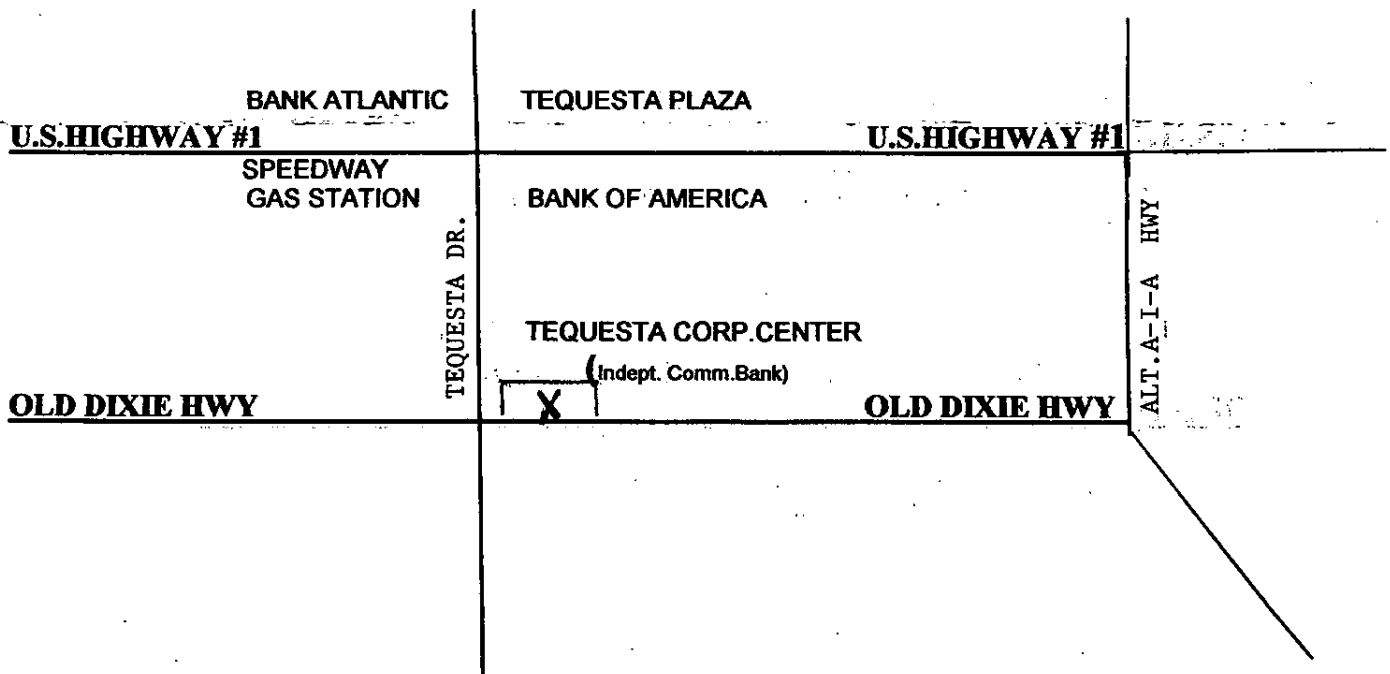 BANK ATLANTIC TEQUESTA PLAZA
U.S.HIGHWAY #1 U.S.HIGHWAY #1
SPEEDWAY
GAS STATION BANK OF AMERICA
TEQUESTA DR.
ALT.A-I-A HWY
TEQUESTA CORP.CENTER
(Indept. Comm.Bank)
X
OLD DIXIE HWY OLD DIXIE HWY